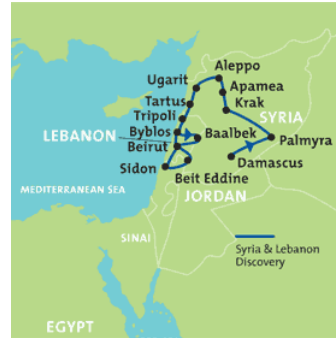 Aleppo
Ugarit
Apamea
Tartus
Krak
Tripoli
SYRIA
Byblos
Baalbek
LEBANON
Beirut
Palmyra
Sidon
Damascus
Beit Eddine
MEDITERRANEAN SEA
JORDAN
SINAI
Syria & Lebanon
Discovery
EGYPT